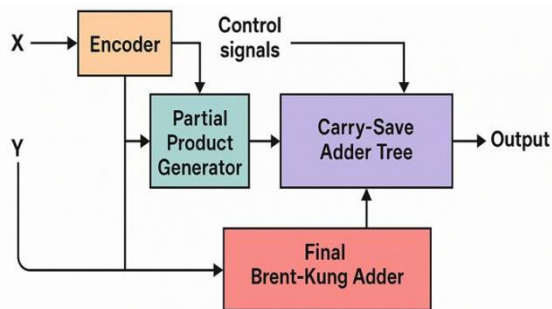 X
Encoder
Control
signals
Y
Partial
Product
Generator
Carry-Save
Adder Tree
Output
Final
Brent-Kung Adder